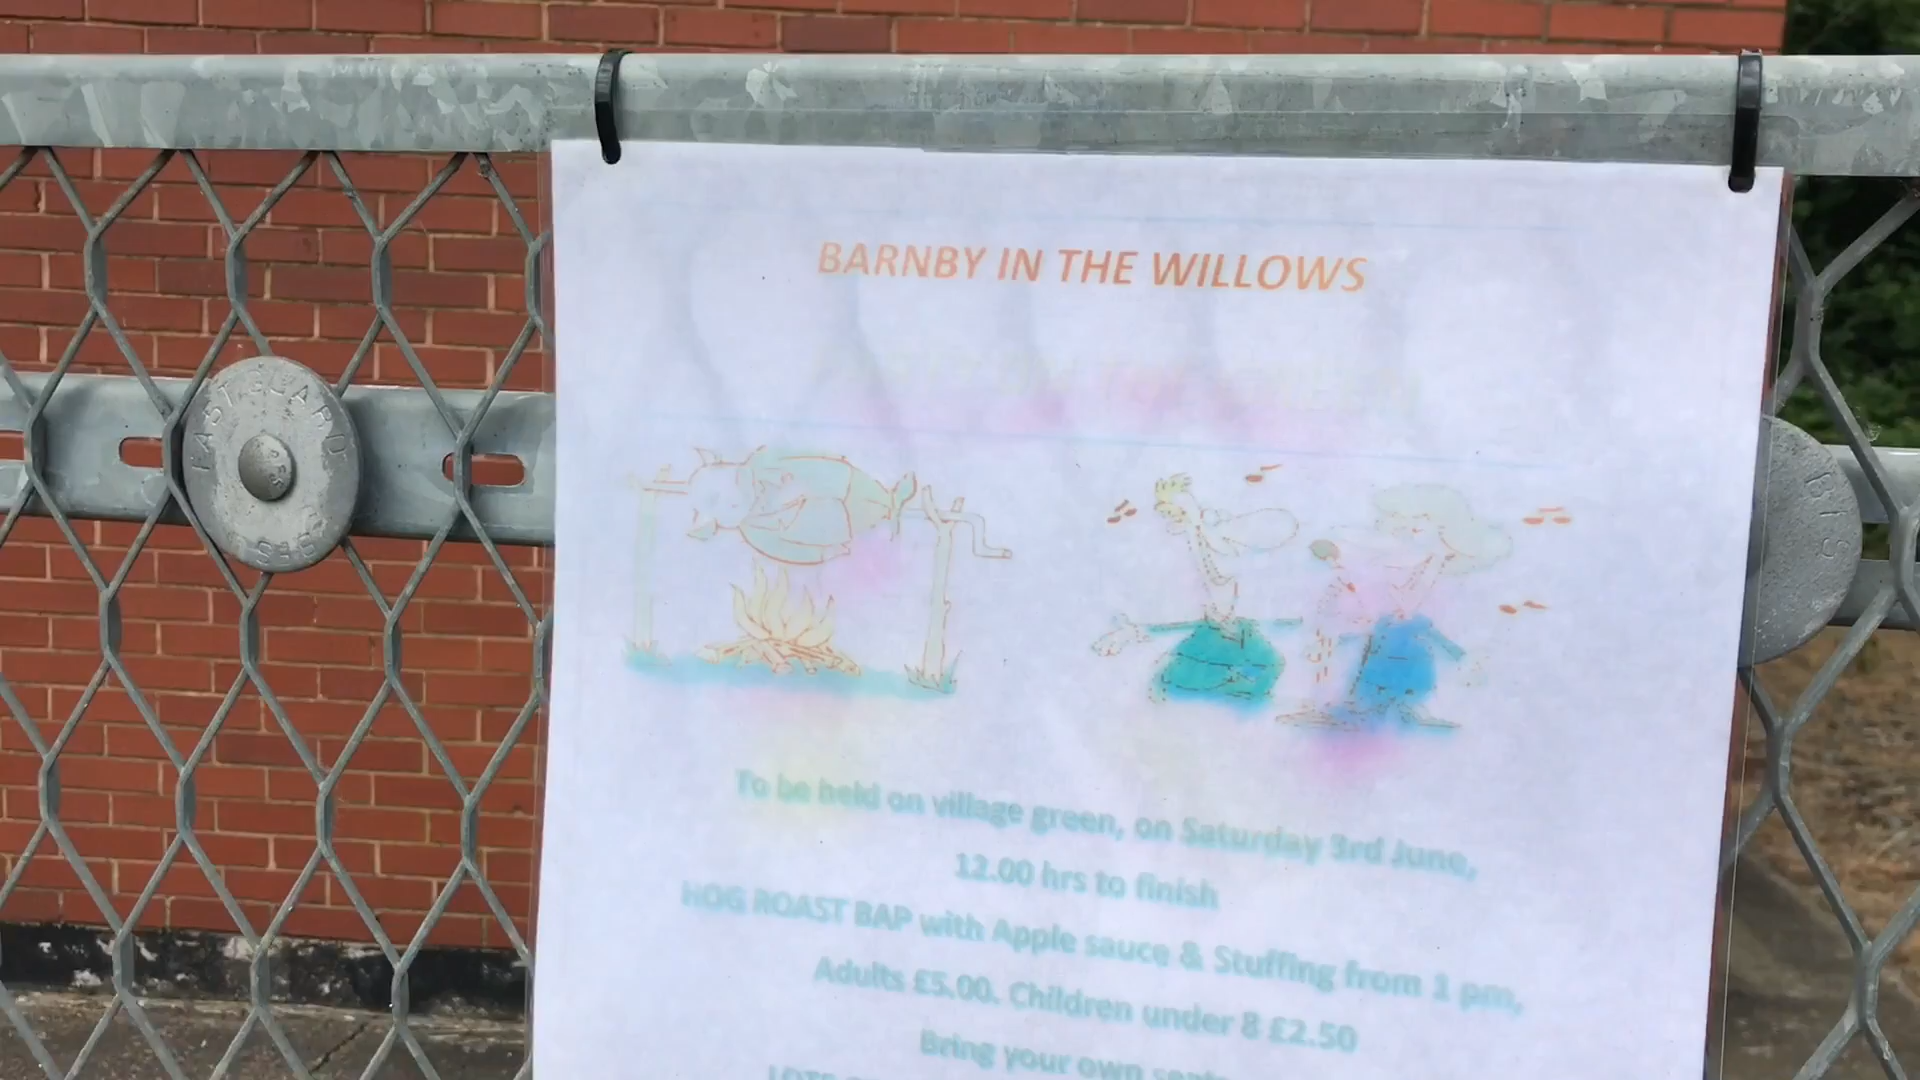 BARNBY IN THE WILLOWS
To be held on village green, on Saturday 3rd June,
12.00 hrs to finish
HOG ROAST BAP with Apple sauce & Stuffing from 1 pm,
Adults £5.00. Children under 8 £2.50
Bring your own
FAST GUARD